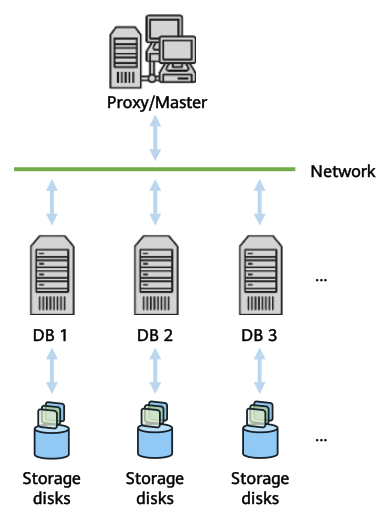 Proxy/Master
Network
DB 1 DB 2 DB 3 ...
...
Storage disks Storage disks Storage disks